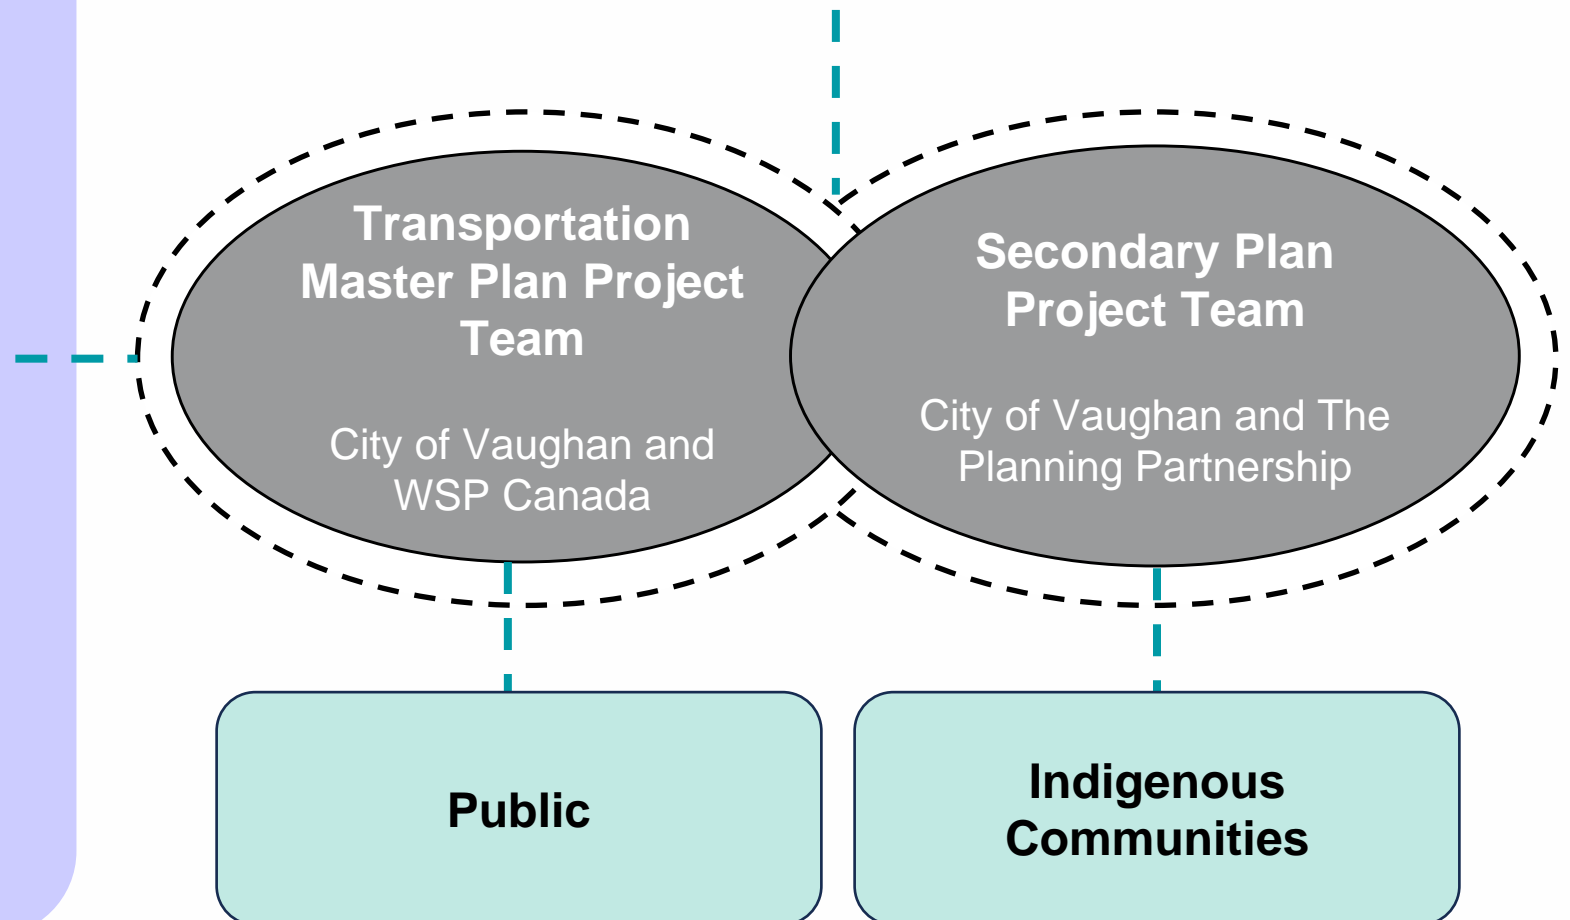 Transportation
Master Plan Project
Team
City of Vaughan and
WSP Canada
Secondary Plan
Project Team
City of Vaughan and The
Planning Partnership
Public
Indigenous
Communities